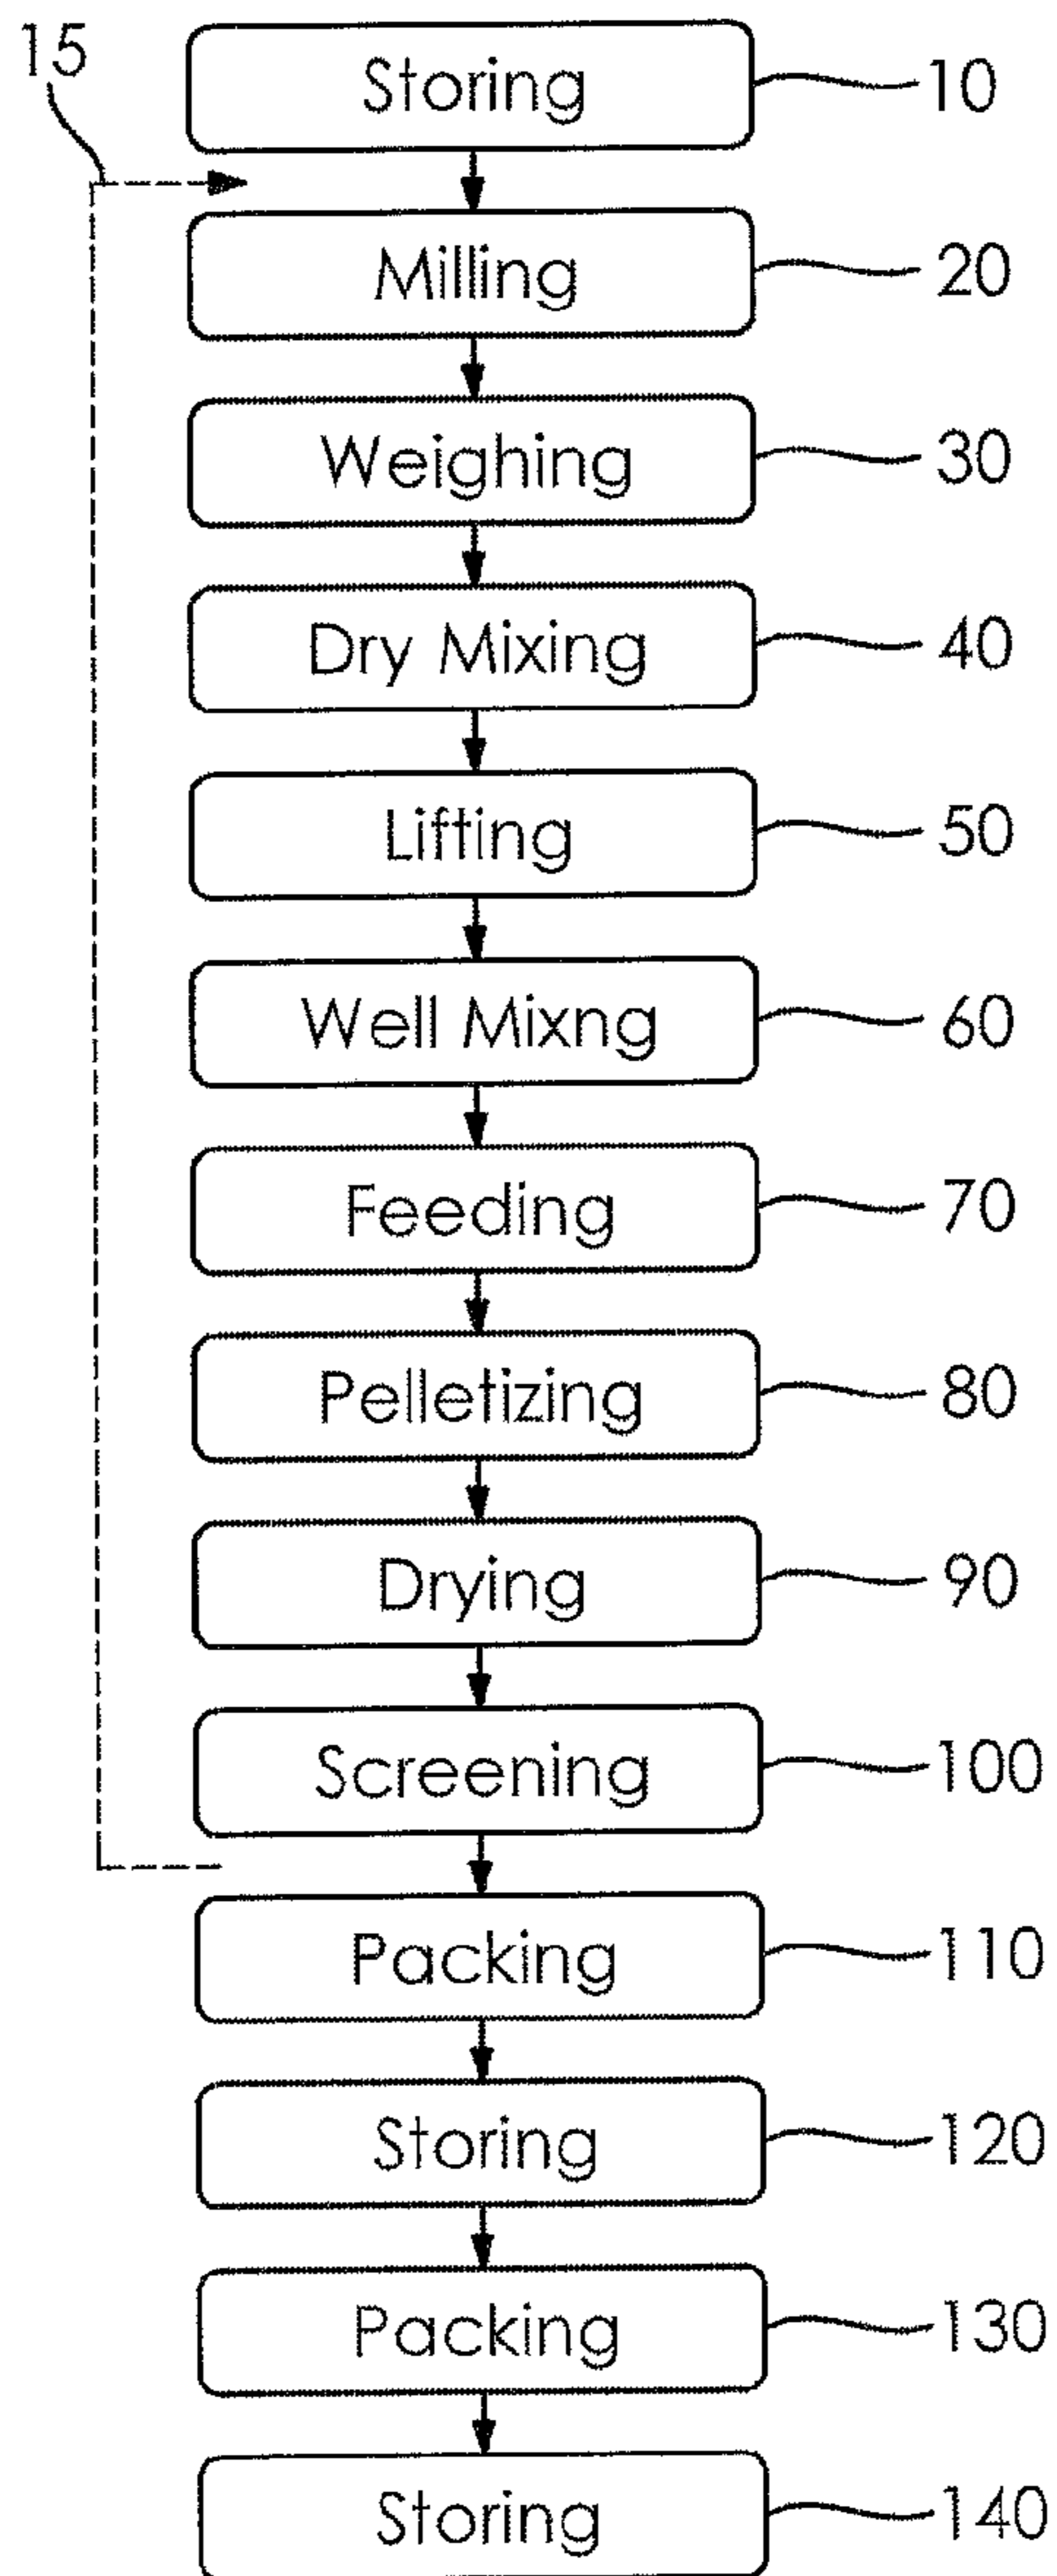 15
Storing 10
Milling 20
Weighing 30
Dry Mixing 40
Lifting 50
Well Mixng 60
Feeding 70
Pelletizing 80
Drying 90
Screening 100
Packing 110
Storing 120
Packing 130
Storing 140